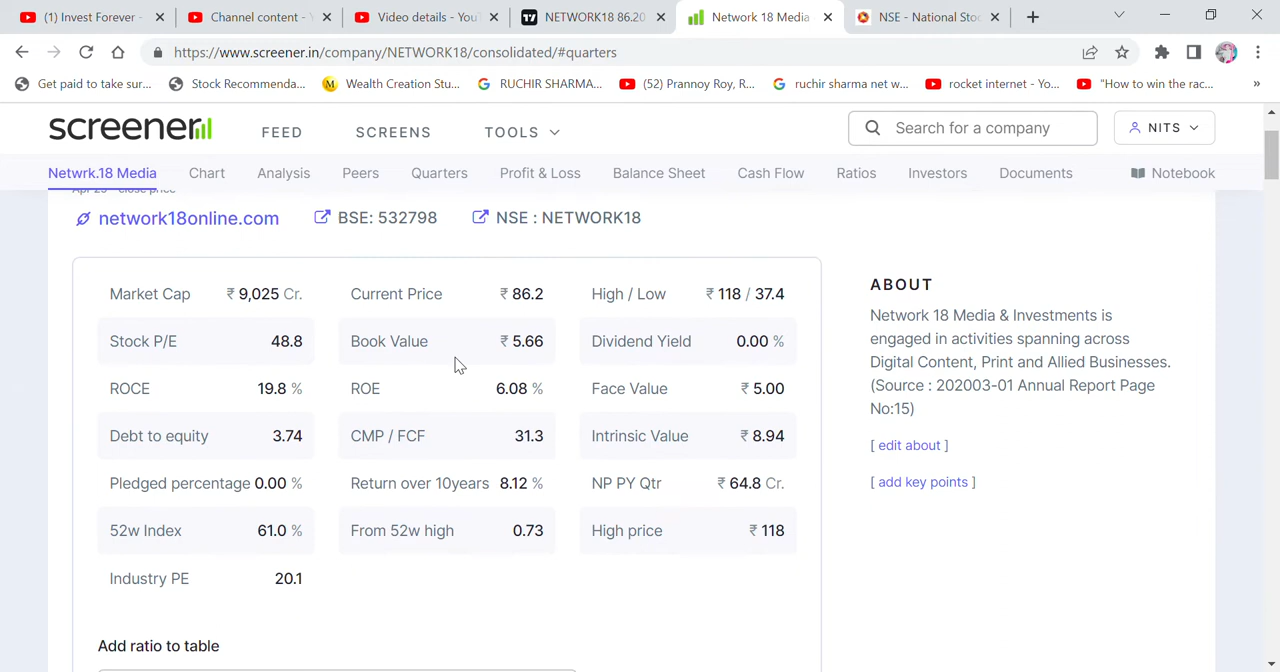 (1) Invest Forever -
Channel content -
Video details - You
NETWORK18 86.20
Network 18 Media
NSE - National Sto
https://www.screener.in/company/NETWORK18/consolidated/#quarters
Get paid to take sur...
Stock Recommenda...
Wealth Creation Stu...
RUCHIR SHARMA...
(52) Prannoy Roy, R...
ruchir sharma net w...
rocket internet - Yo...
"How to win the rac...
»
screener
FEED
SCREENS
TOOLS
Search for a company
NITS
Netwrk.18 Media
Chart
Analysis
Peers
Quarters
Profit & Loss
Balance Sheet
Cash Flow
Ratios
Investors
Documents
Notebook
close price
network18online.com
BSE: 532798
NSE : NETWORK18
Market Cap ₹ 9,025 Cr.
Current Price ₹ 86.2
High / Low ₹ 118 / 37.4
Stock P/E 48.8
Book Value ₹ 5.66
Dividend Yield 0.00 %
ROCE 19.8 %
ROE 6.08 %
Face Value ₹ 5.00
Debt to equity 3.74
CMP / FCF 31.3
Intrinsic Value ₹ 8.94
Pledged percentage 0.00 %
Return over 10years 8.12 %
NP PY Qtr ₹ 64.8 Cr.
52w Index 61.0 %
From 52w high 0.73
High price ₹ 118
Industry PE 20.1
Add ratio to table
ABOUT
Network 18 Media & Investments is
engaged in activities spanning across
Digital Content, Print and Allied Businesses.
(Source : 202003-01 Annual Report Page
No:15)
[ edit about ]
[ add key points ]